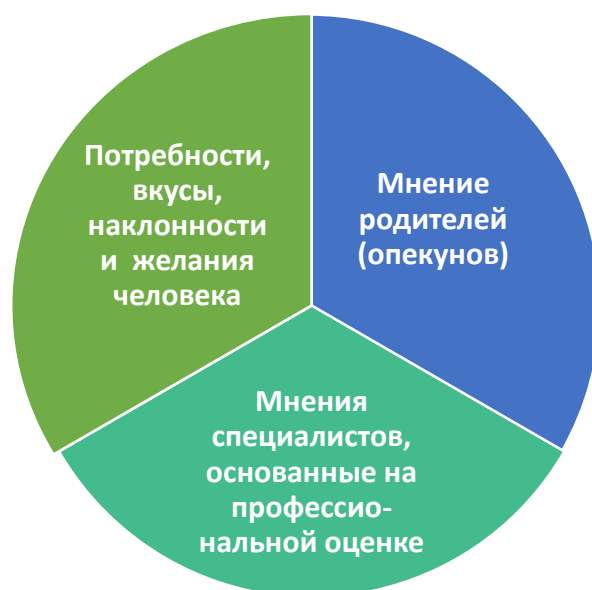 Потребности,
вкусы,
наклонности
и желания
человека
Мнение
родителей
(опекунов)
Мнения
специалистов,
основанные на
профессио-
нальной оценке